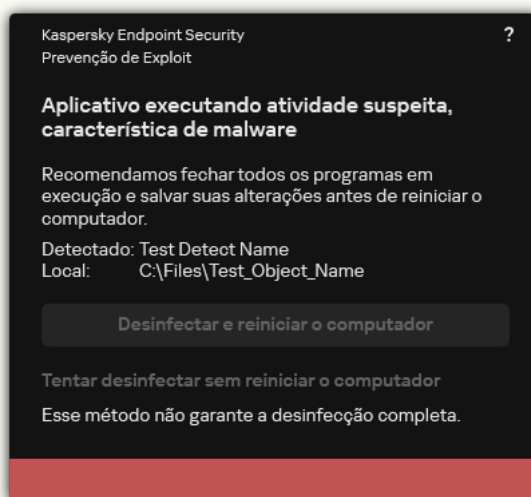 Kaspersky Endpoint Security ?
Prevenção de Exploit
Aplicativo executando atividade suspeita,
característica de malware
Recomendamos fechar todos os programas em
execução e salvar suas alterações antes de reiniciar o
computador.
Detectado: Test Detect Name
Local: C:\Files\Test_Object_Name
Desinfectar e reiniciar o computador
Tentar desinfectar sem reiniciar o computador
Esse método não garante a desinfecção completa.